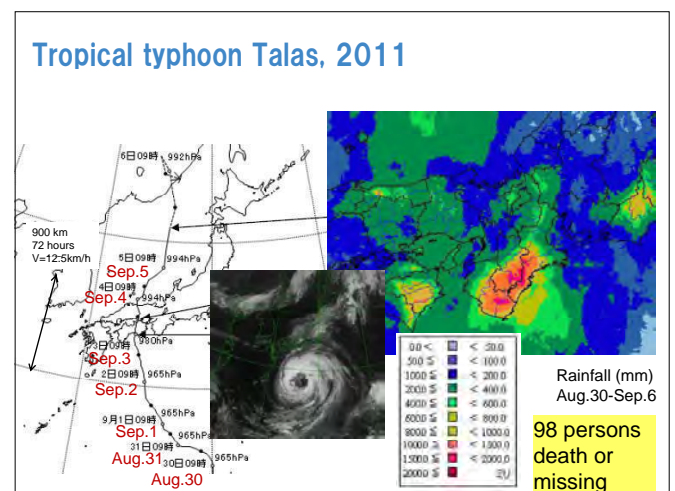 Tropical typhoon Talas, 2011
6日09時 992hPa
900 km
72 hours
V=12:5km/h
5日09時 994hPa
Sep.5
4日09時
Sep.4 994hPa
3日09時 980hPa
Sep.3
2日09時 965hPa
Sep.2
9月1日09時 965hPa
Sep.1 965hPa
31日09時
Aug.31 965hPa
30日09時
Aug.30
0.0 < < 50.0
50.0 ≦ < 100.0
100.0 ≦ < 200.0
200.0 ≦ < 400.0
400.0 ≦ < 600.0
600.0 ≦ < 800.0
800.0 ≦ < 1000.0
1500.0 ≦ < 2000.0
2000.0 ≦
Rainfall (mm)
Aug.30-Sep.6
98 persons
death or
missing